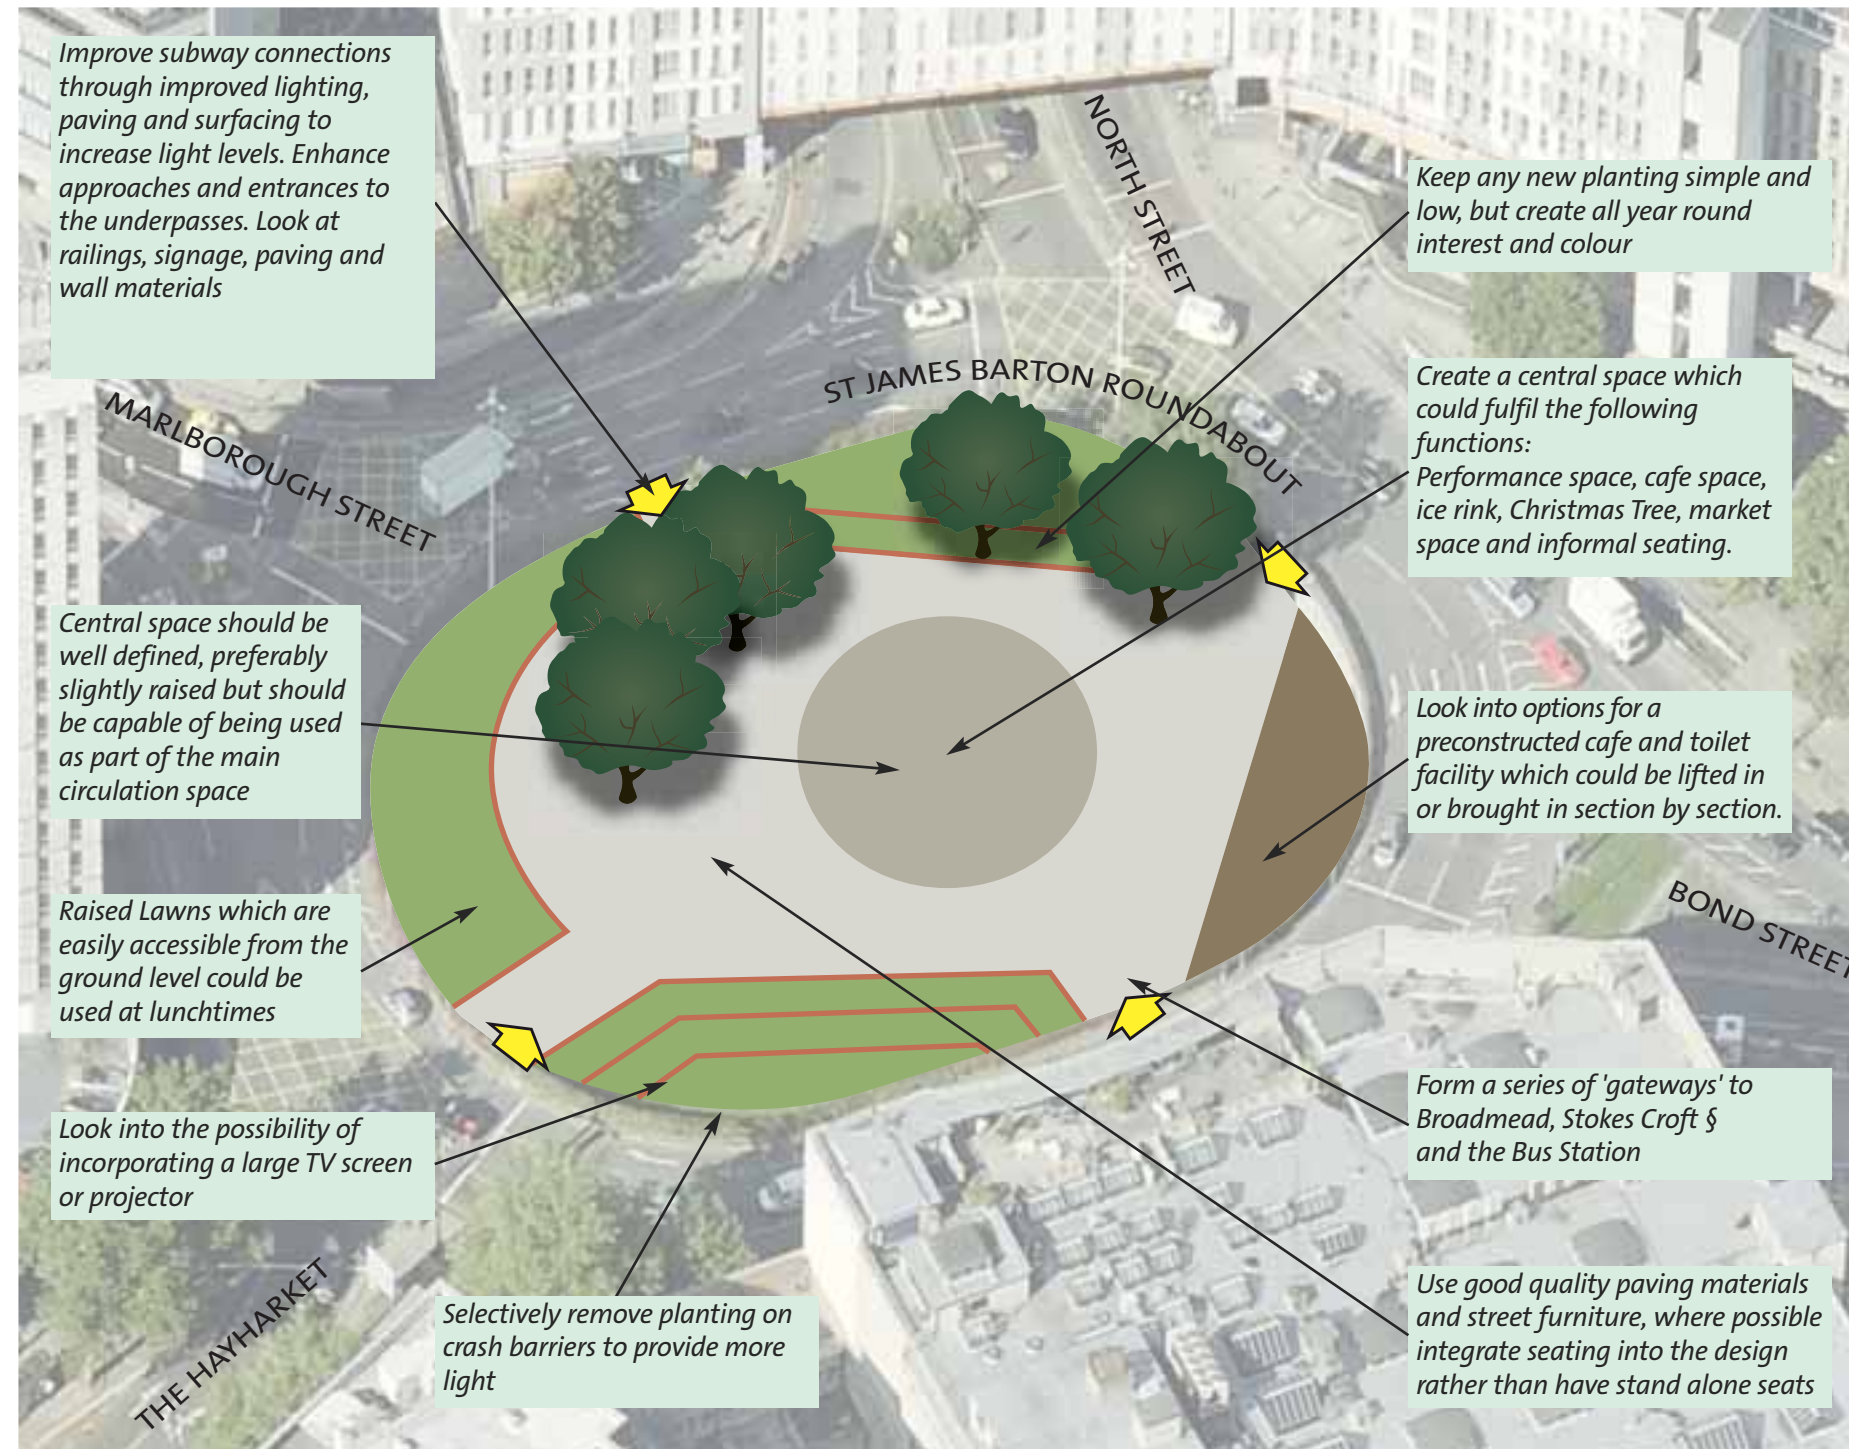 Improve subway connections
through improved lighting,
paving and surfacing to
increase light levels. Enhance
approaches and entrances to
the underpasses. Look at
railings, signage, paving and
wall materials
NORTH STREET
Keep any new planting simple and
low, but create all year round
interest and colour
ST JAMES BARTON ROUNDABOUT
MARLBOROUGH STREET
Create a central space which
could fulfil the following
functions:
Performance space, cafe space,
ice rink, Christmas Tree, market
space and informal seating.
Central space should be
well defined, preferably
slightly raised but should
be capable of being used
as part of the main
circulation space
Look into options for a
preconstructed cafe and toilet
facility which could be lifted in
or brought in section by section.
Raised Lawns which are
easily accessible from the
ground level could be
used at lunchtimes
BOND STREET
Look into the possibility of
incorporating a large TV screen
or projector
Form a series of 'gateways' to
Broadmead, Stokes Croft §
and the Bus Station
THE HAYHARKET
Selectively remove planting on
crash barriers to provide more
light
Use good quality paving materials
and street furniture, where possible
integrate seating into the design
rather than have stand alone seats